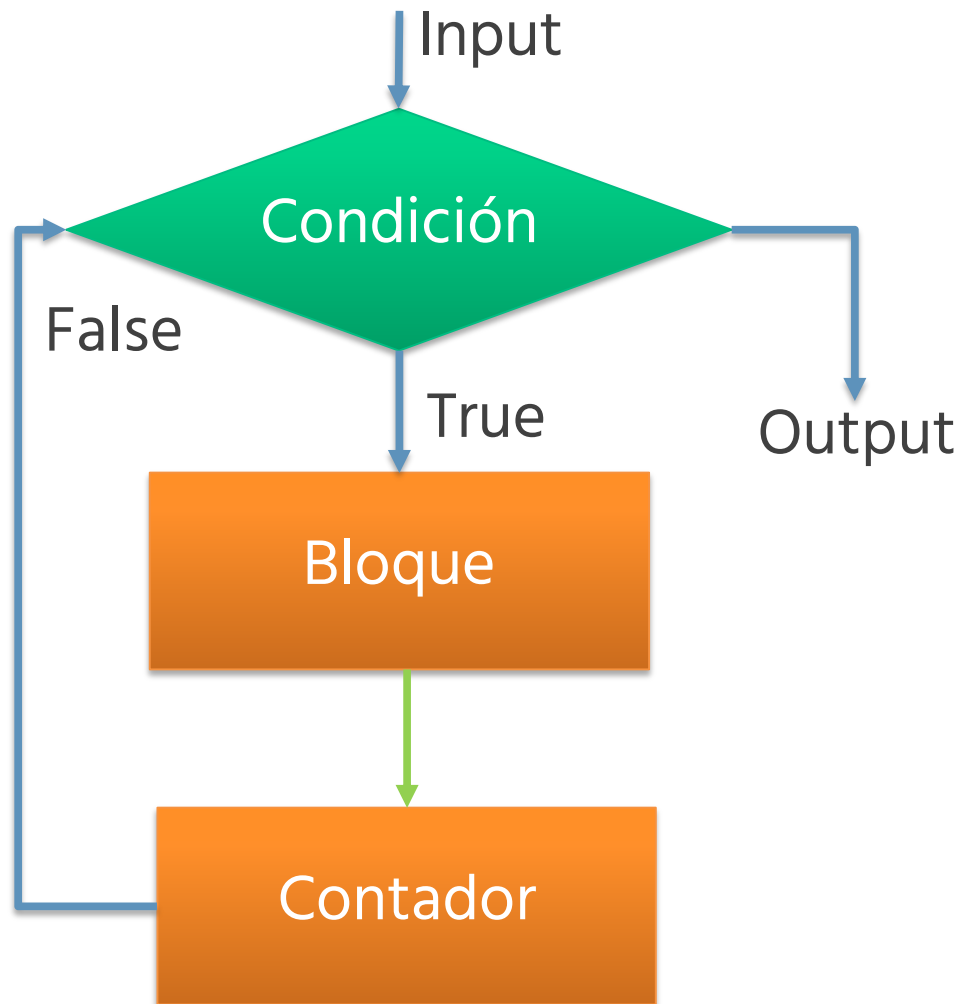 Input
Condición
False
True
Output
Bloque
Contador